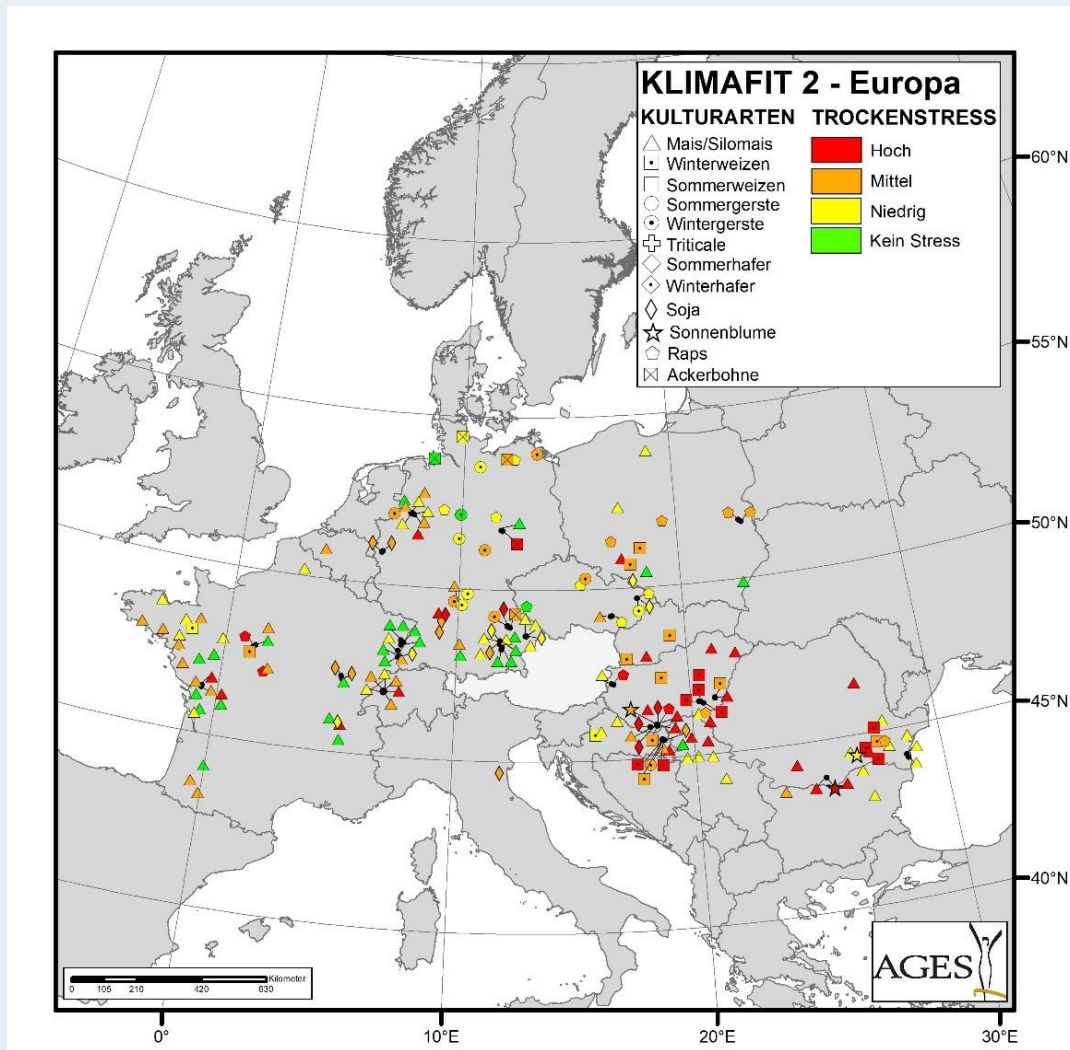 KLIMAFIT 2 - Europa
KULTURARTEN
Mais/Silomais
Winterweizen
Sommerweizen
Sommergerste
Wintergerste
Triticale
Sommerhafer
Winterhafer
Soja
Sonnenblume
Raps
Ackerbohne
TROCKENSTRESS
Hoch
Mittel
Niedrig
Kein Stress
60°N
55°N
50°N
45°N
40°N
AGES
Kilometer
0 105 210 420 630
0° 10°E 20°E 30°E